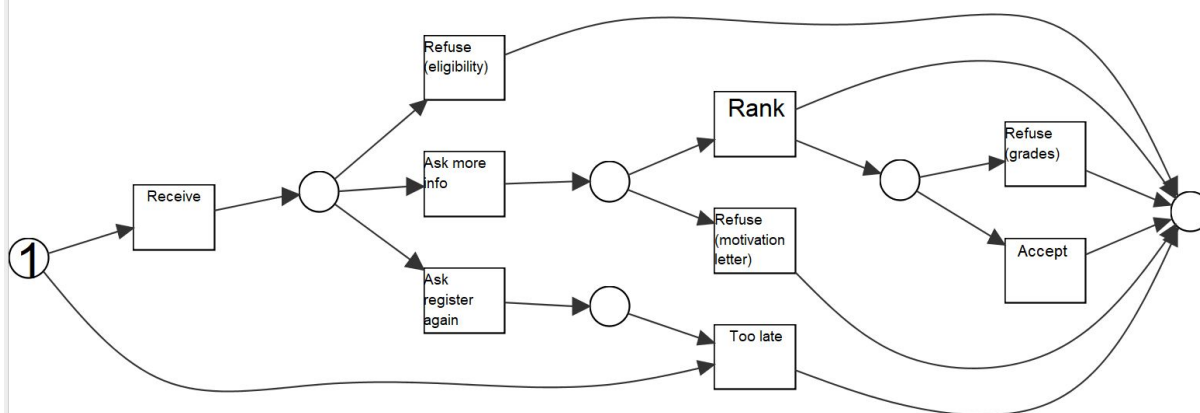 1
Receive
Refuse
(eligibility)
Ask more
info
Ask
register
again
Rank
Refuse
(motivation
letter)
Too late
Refuse
(grades)
Accept